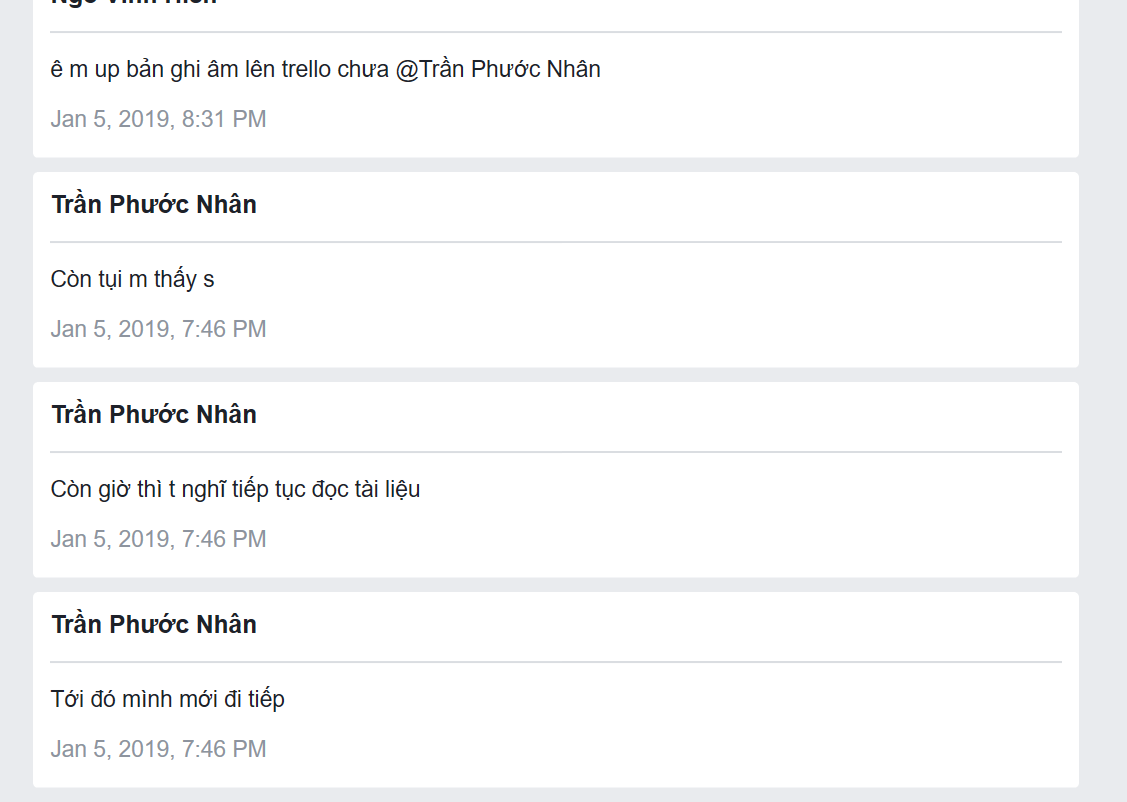 ê m up bản ghi âm lên trello chưa @Trần Phước Nhân
Jan 5, 2019, 8:31 PM
Trần Phước Nhân
Còn tụi m thấy s
Jan 5, 2019, 7:46 PM
Trần Phước Nhân
Còn giờ thì t nghĩ tiếp tục đọc tài liệu
Jan 5, 2019, 7:46 PM
Trần Phước Nhân
Tới đó mình mới đi tiếp
Jan 5, 2019, 7:46 PM